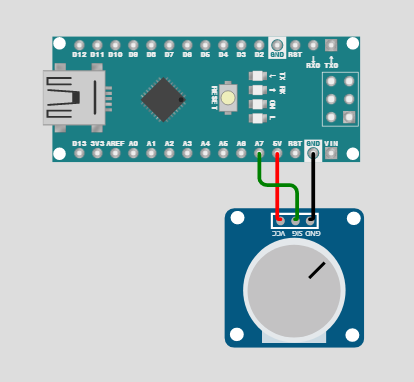 D12 D11 D10 D9 D8 D7 D6 D5 D4 D3 D2 GND RST
RX0 TX0
RESET
TX
RX
ON
L
D13 3V3 AREF A0 A1 A2 A3 A4 A5 A6 A7 5V RST GND VIN
VCC SIG GND